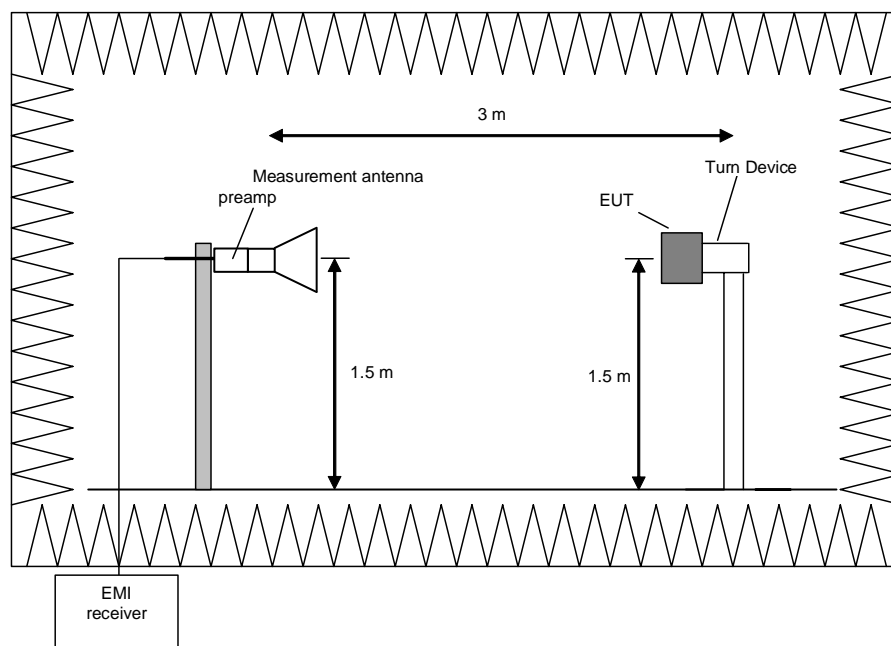 3 m
Measurement antenna
preamp
Turn Device
EUT
1.5 m
1.5 m
EMI
receiver